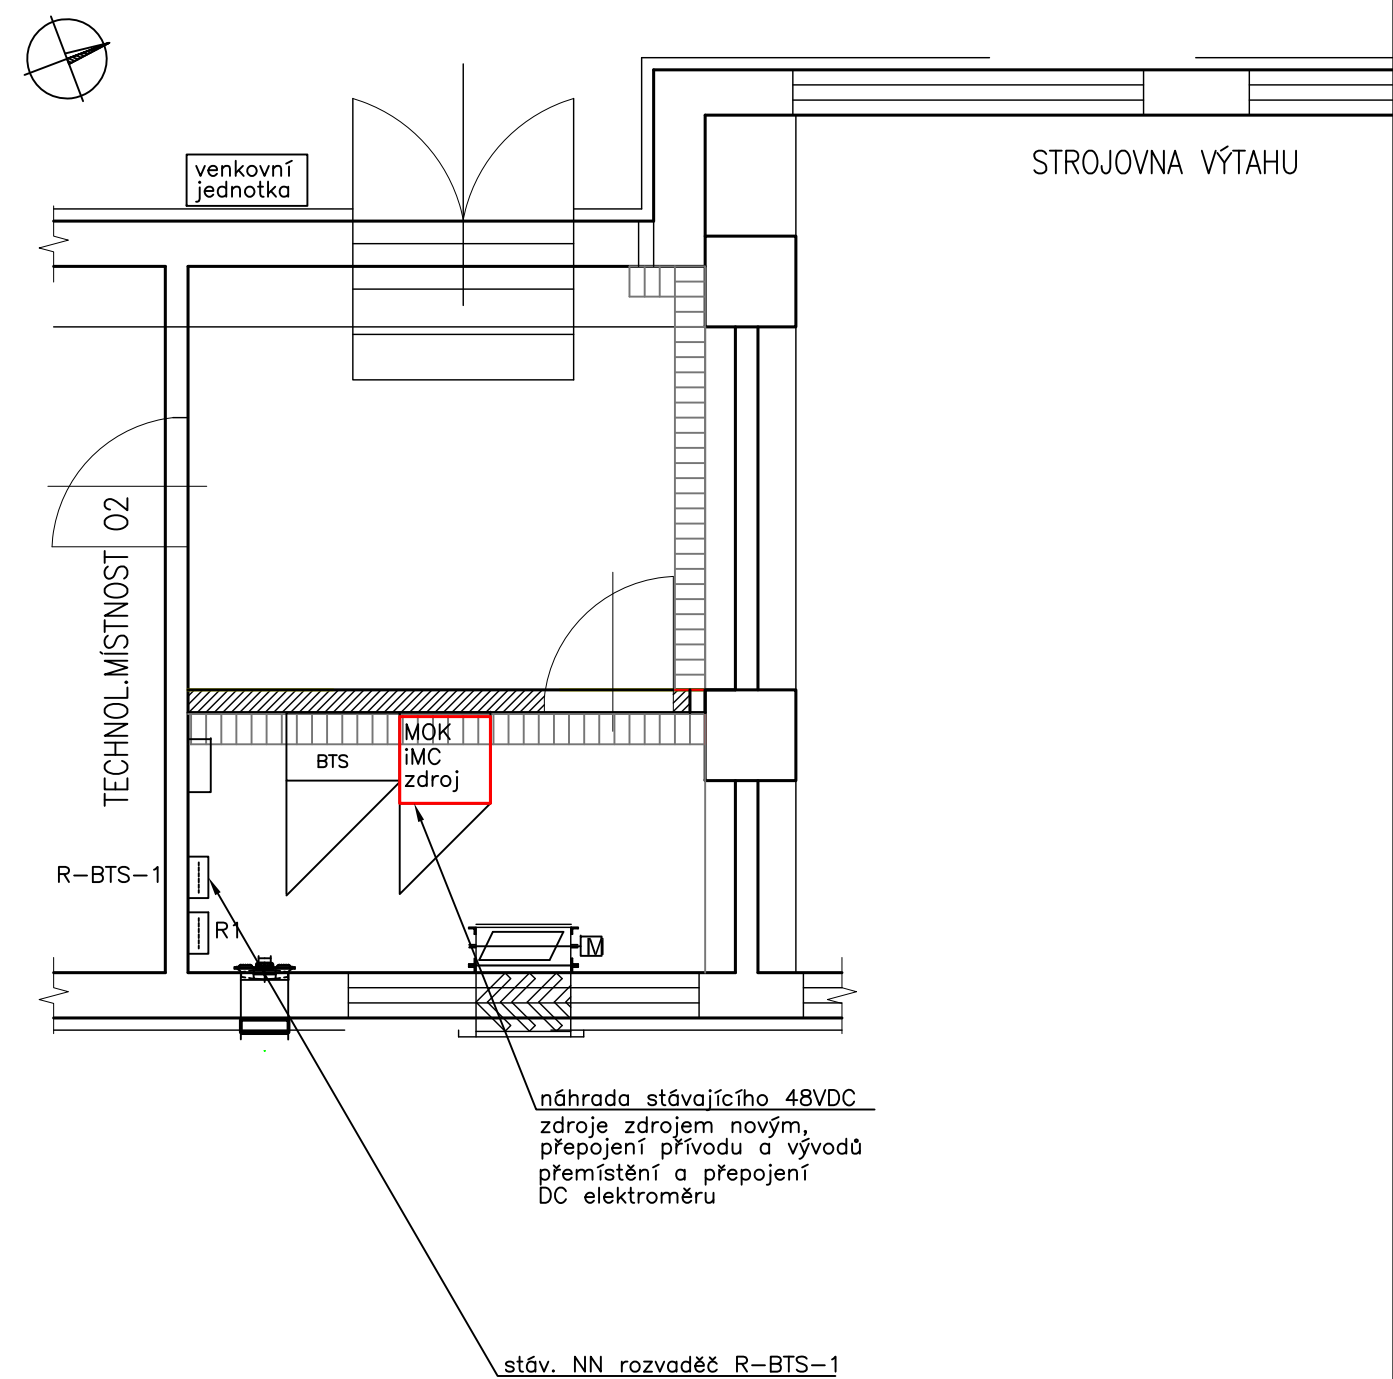 STROJOVNA VÝTAHU
venkovní
jednotka
TECHNOL.MÍSTNOST O2
MOK
iMC
zdroj
BTS
R-BTS-1
R1
M
náhrada stávajícího 48VDC
zdroje zdrojem novým,
přepojení přívodu a vývodů
přemístění a přepojení
DC elektroměru
stáv. NN rozvaděč R-BTS-1